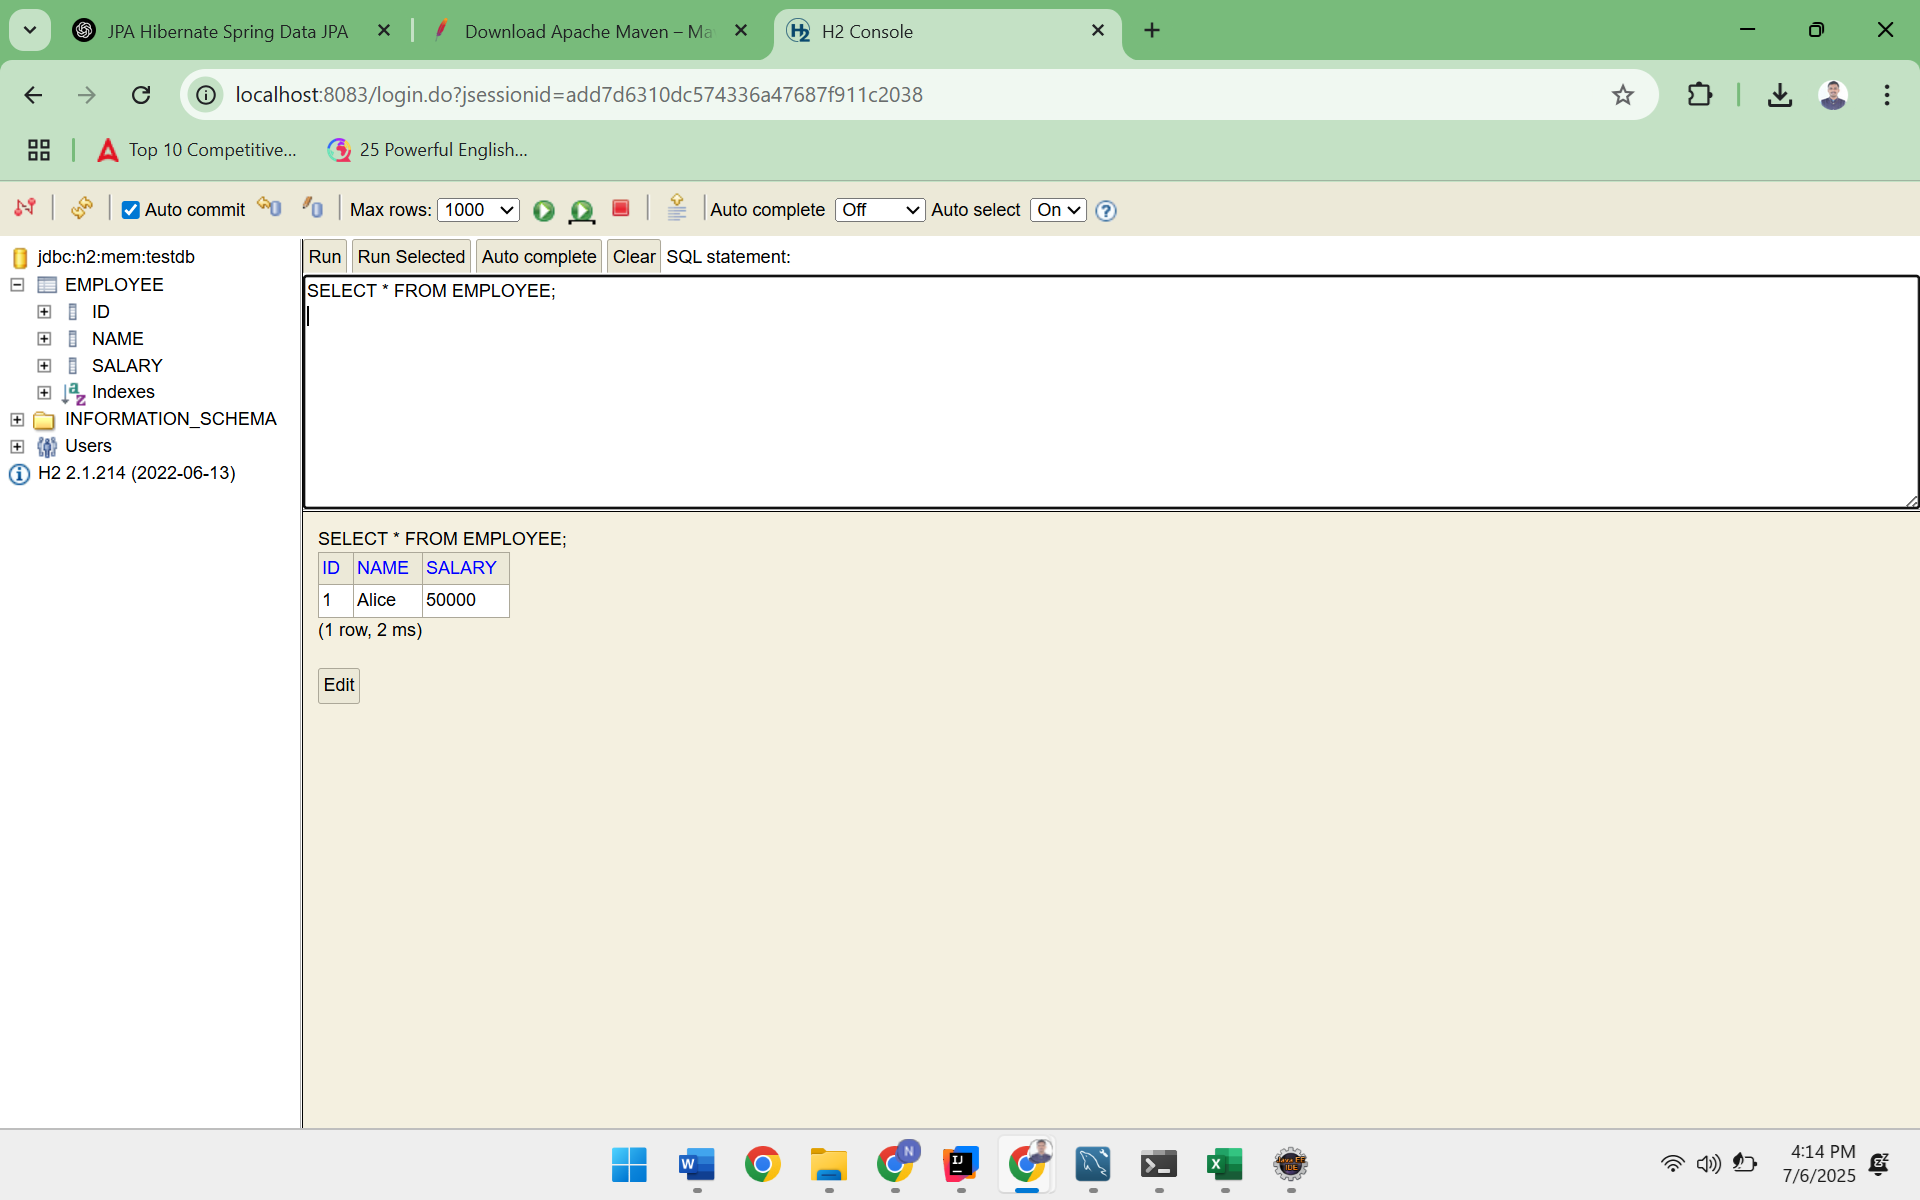 JPA Hibernate Spring Data JPA
Download Apache Maven – Ma
H2 Console
localhost:8083/login.do?jsessionid=add7d6310dc574336a47687f911c2038
Top 10 Competitive...
25 Powerful English...
Auto commit
Max rows: 1000
Auto complete Off
Auto select On
jdbc:h2:mem:testdb
EMPLOYEE
ID
NAME
SALARY
Indexes
INFORMATION_SCHEMA
Users
H2 2.1.214 (2022-06-13)
Run Run Selected Auto complete Clear SQL statement:
SELECT * FROM EMPLOYEE;
SELECT * FROM EMPLOYEE;
ID NAME SALARY
1 Alice 50000
(1 row, 2 ms)
Edit
4:14 PM
7/6/2025